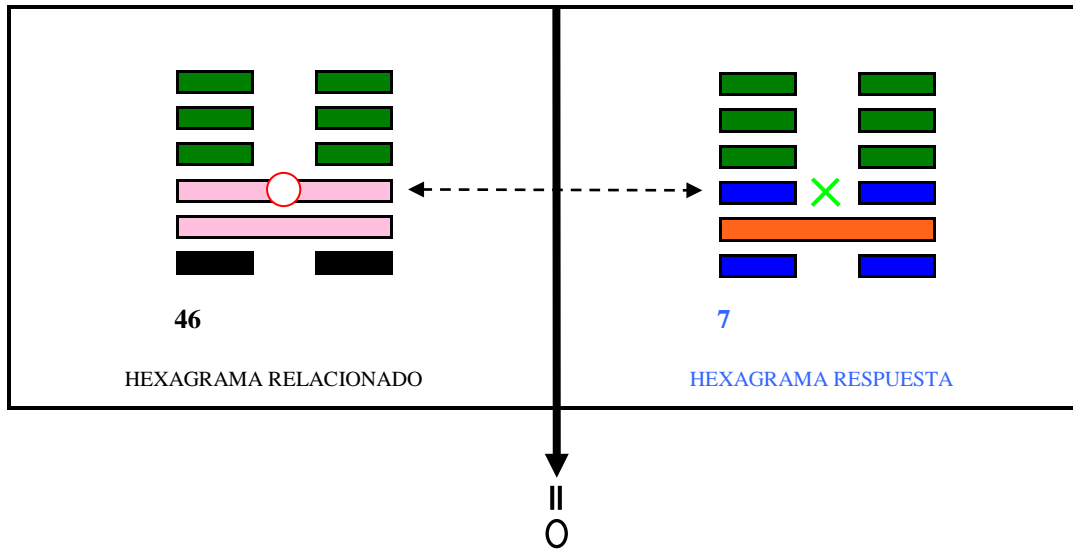 46
7
HEXAGRAMA RELACIONADO
HEXAGRAMA RESPUESTA
=
O